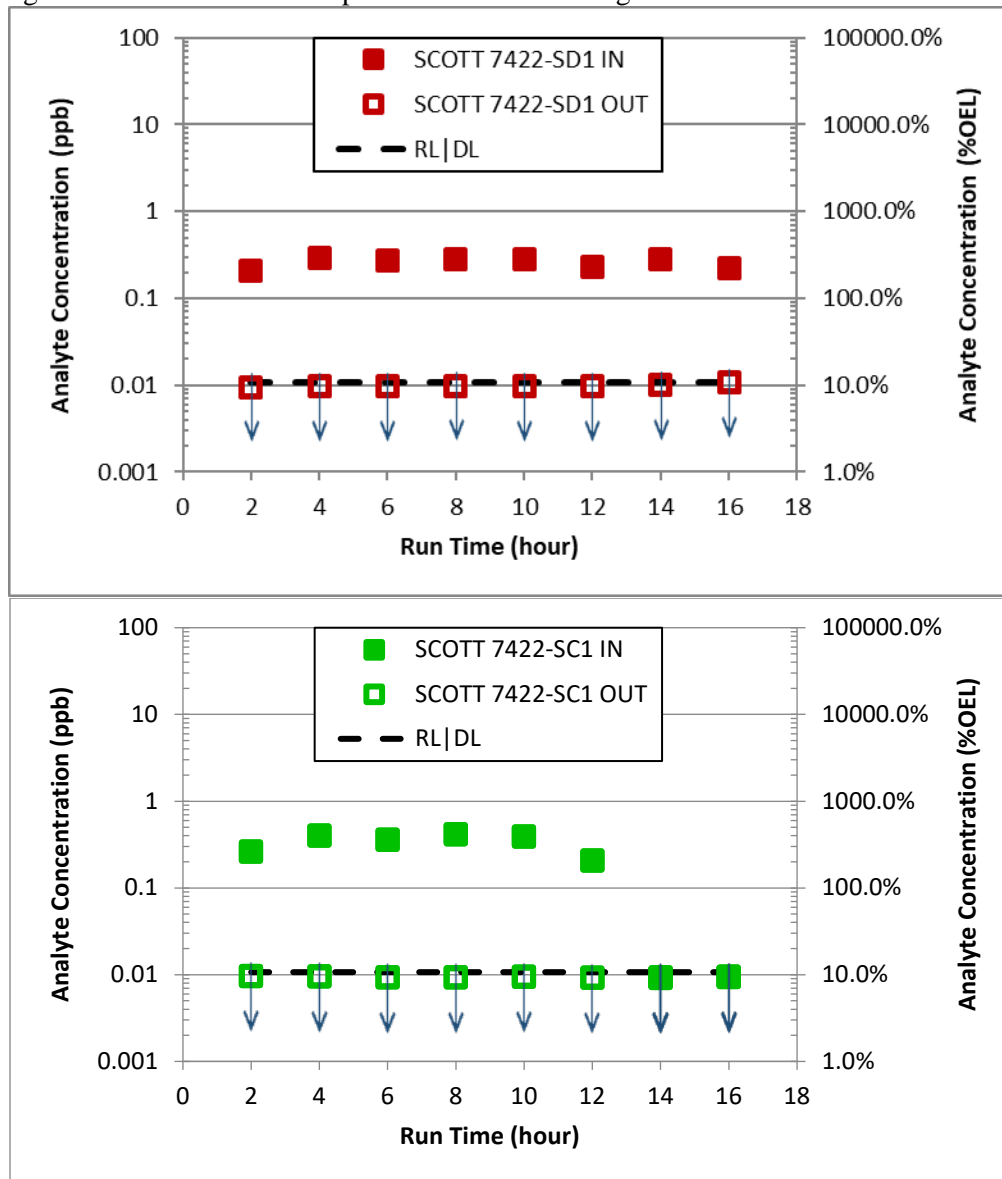 100
10
1
0.1
0.01
0.001
Analyte Concentration (ppb)
SCOTT 7422-SD1 IN
SCOTT 7422-SD1 OUT
RL|DL
100000.0%
10000.0%
1000.0%
100.0%
10.0%
1.0%
Analyte Concentration (%OEL)
0 2 4 6 8 10 12 14 16 18
Run Time (hour)
100
10
1
0.1
0.01
0.001
Analyte Concentration (ppb)
SCOTT 7422-SC1 IN
SCOTT 7422-SC1 OUT
RL|DL
100000.0%
10000.0%
1000.0%
100.0%
10.0%
1.0%
Analyte Concentration (%OEL)
0 2 4 6 8 10 12 14 16 18
Run Time (hour)